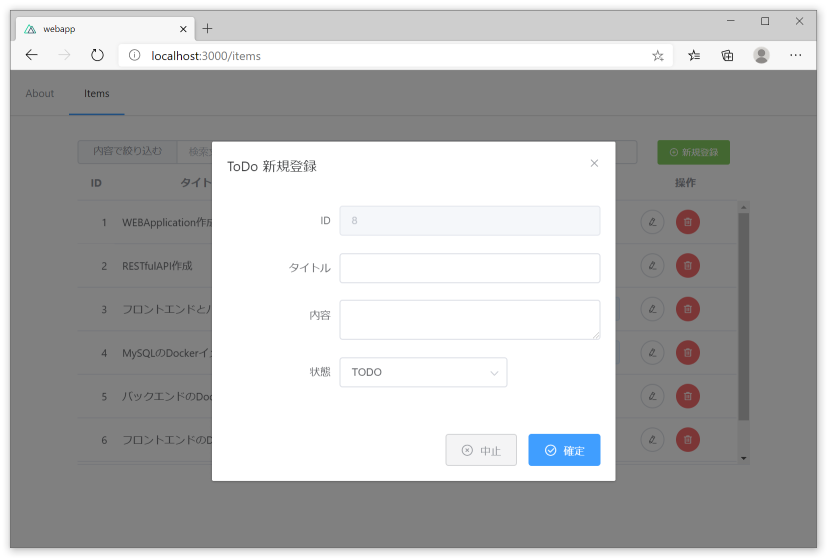 webapp
localhost:3000/items
About
Items
内容で絞り込む
検索
新規登録
ID
タイト
操作
1 WEBApplication作成
2 RESTfulAPI作成
3 フロントエンドと
4 MySQLのDockerイ
5 バックエンドのDoc
6 フロントエンドのD
ToDo 新規登録
ID
8
タイトル
内容
状態
TODO
中止
確定